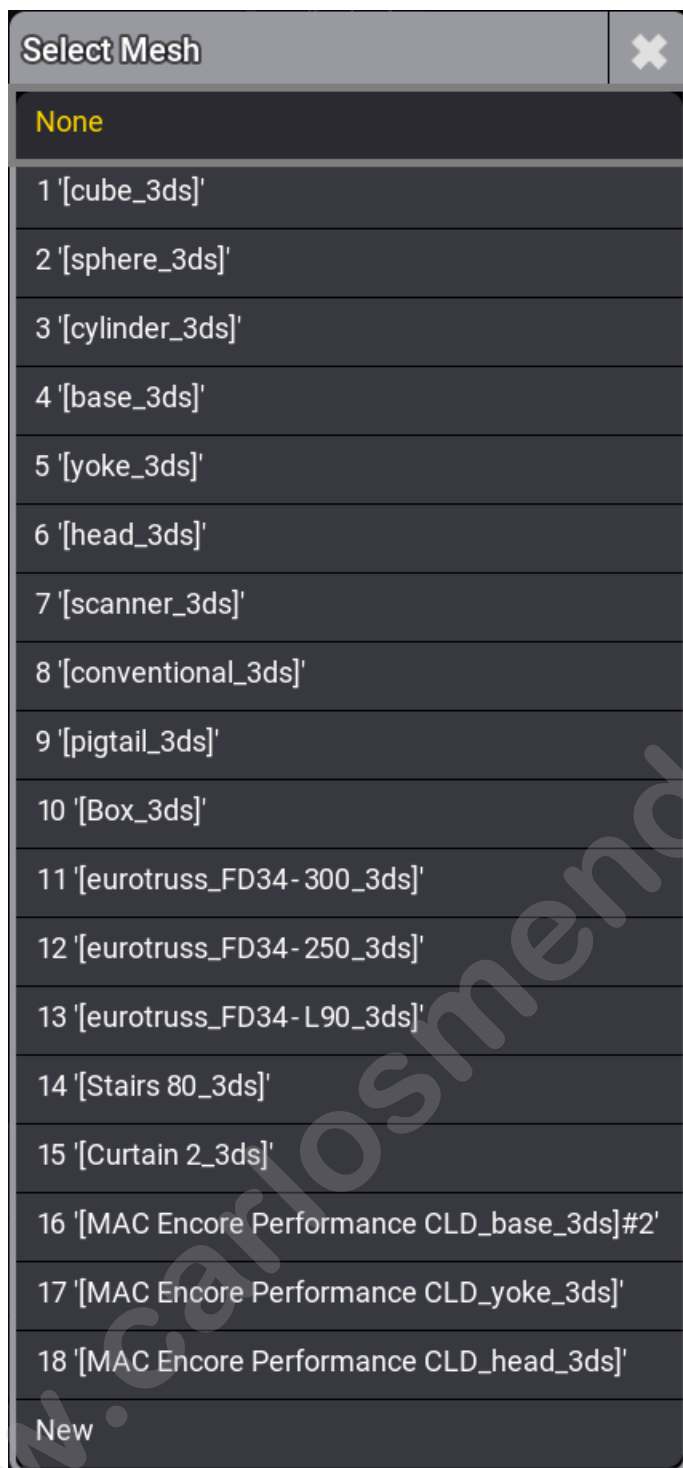 Select Mesh
None
1 '[cube_3ds]'
2 '[sphere_3ds]'
3 '[cylinder_3ds]'
4 '[base_3ds]'
5 '[yoke_3ds]'
6 '[head_3ds]'
7 '[scanner_3ds]'
8 '[conventional_3ds]'
9 '[pigtail_3ds]'
10 '[Box_3ds]'
11 '[eurotruss_FD34-300_3ds]'
12 '[eurotruss_FD34-250_3ds]'
13 '[eurotruss_FD34-L90_3ds]'
14 '[Stairs 80_3ds]'
15 '[Curtain 2_3ds]'
16 '[MAC Encore Performance CLD_base_3ds]#2'
17 '[MAC Encore Performance CLD_yoke_3ds]'
18 '[MAC Encore Performance CLD_head_3ds]'
New
w.carlosmend